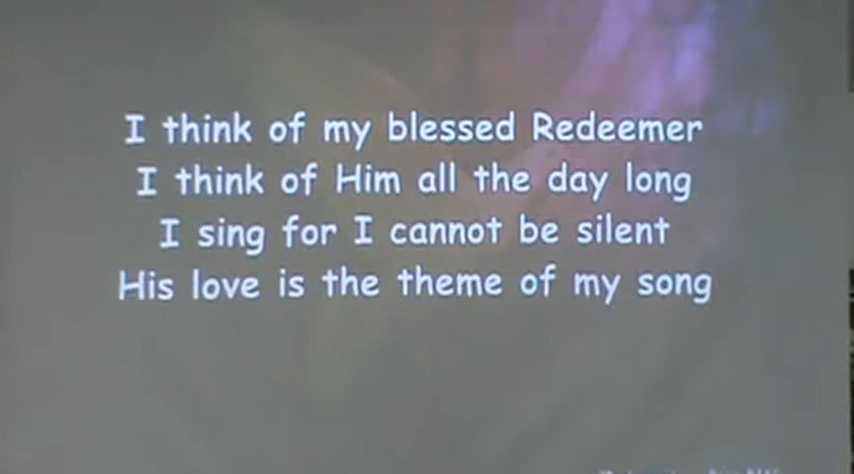 I think of my blessed Redeemer
I think of Him all the day long
I sing for I cannot be silent
His love is the theme of my song